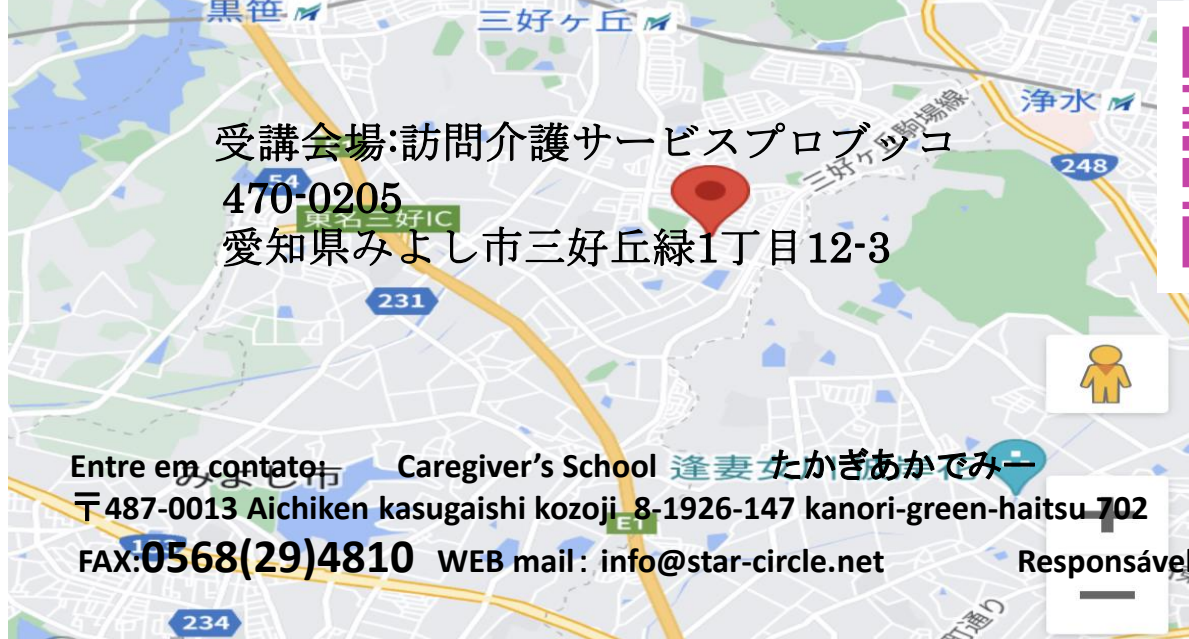 黒笹
三好ケ丘
浄水
三好ヶ丘駒場線
受講会場:訪問介護サービスプロブッコ
248
54
470-0205
東名三好IC
愛知県みよし市三好丘緑1丁目12-3
231
Entre em contato: Caregiver's School たかぎあかでみー
みよし市
逢妻女
〒487-0013 Aichiken kasugaishi kozoji 8-1926-147 kanori-green-haitsu 702
E1
FAX:0568(29)4810 WEB mail: info@star-circle.net Responsável
234